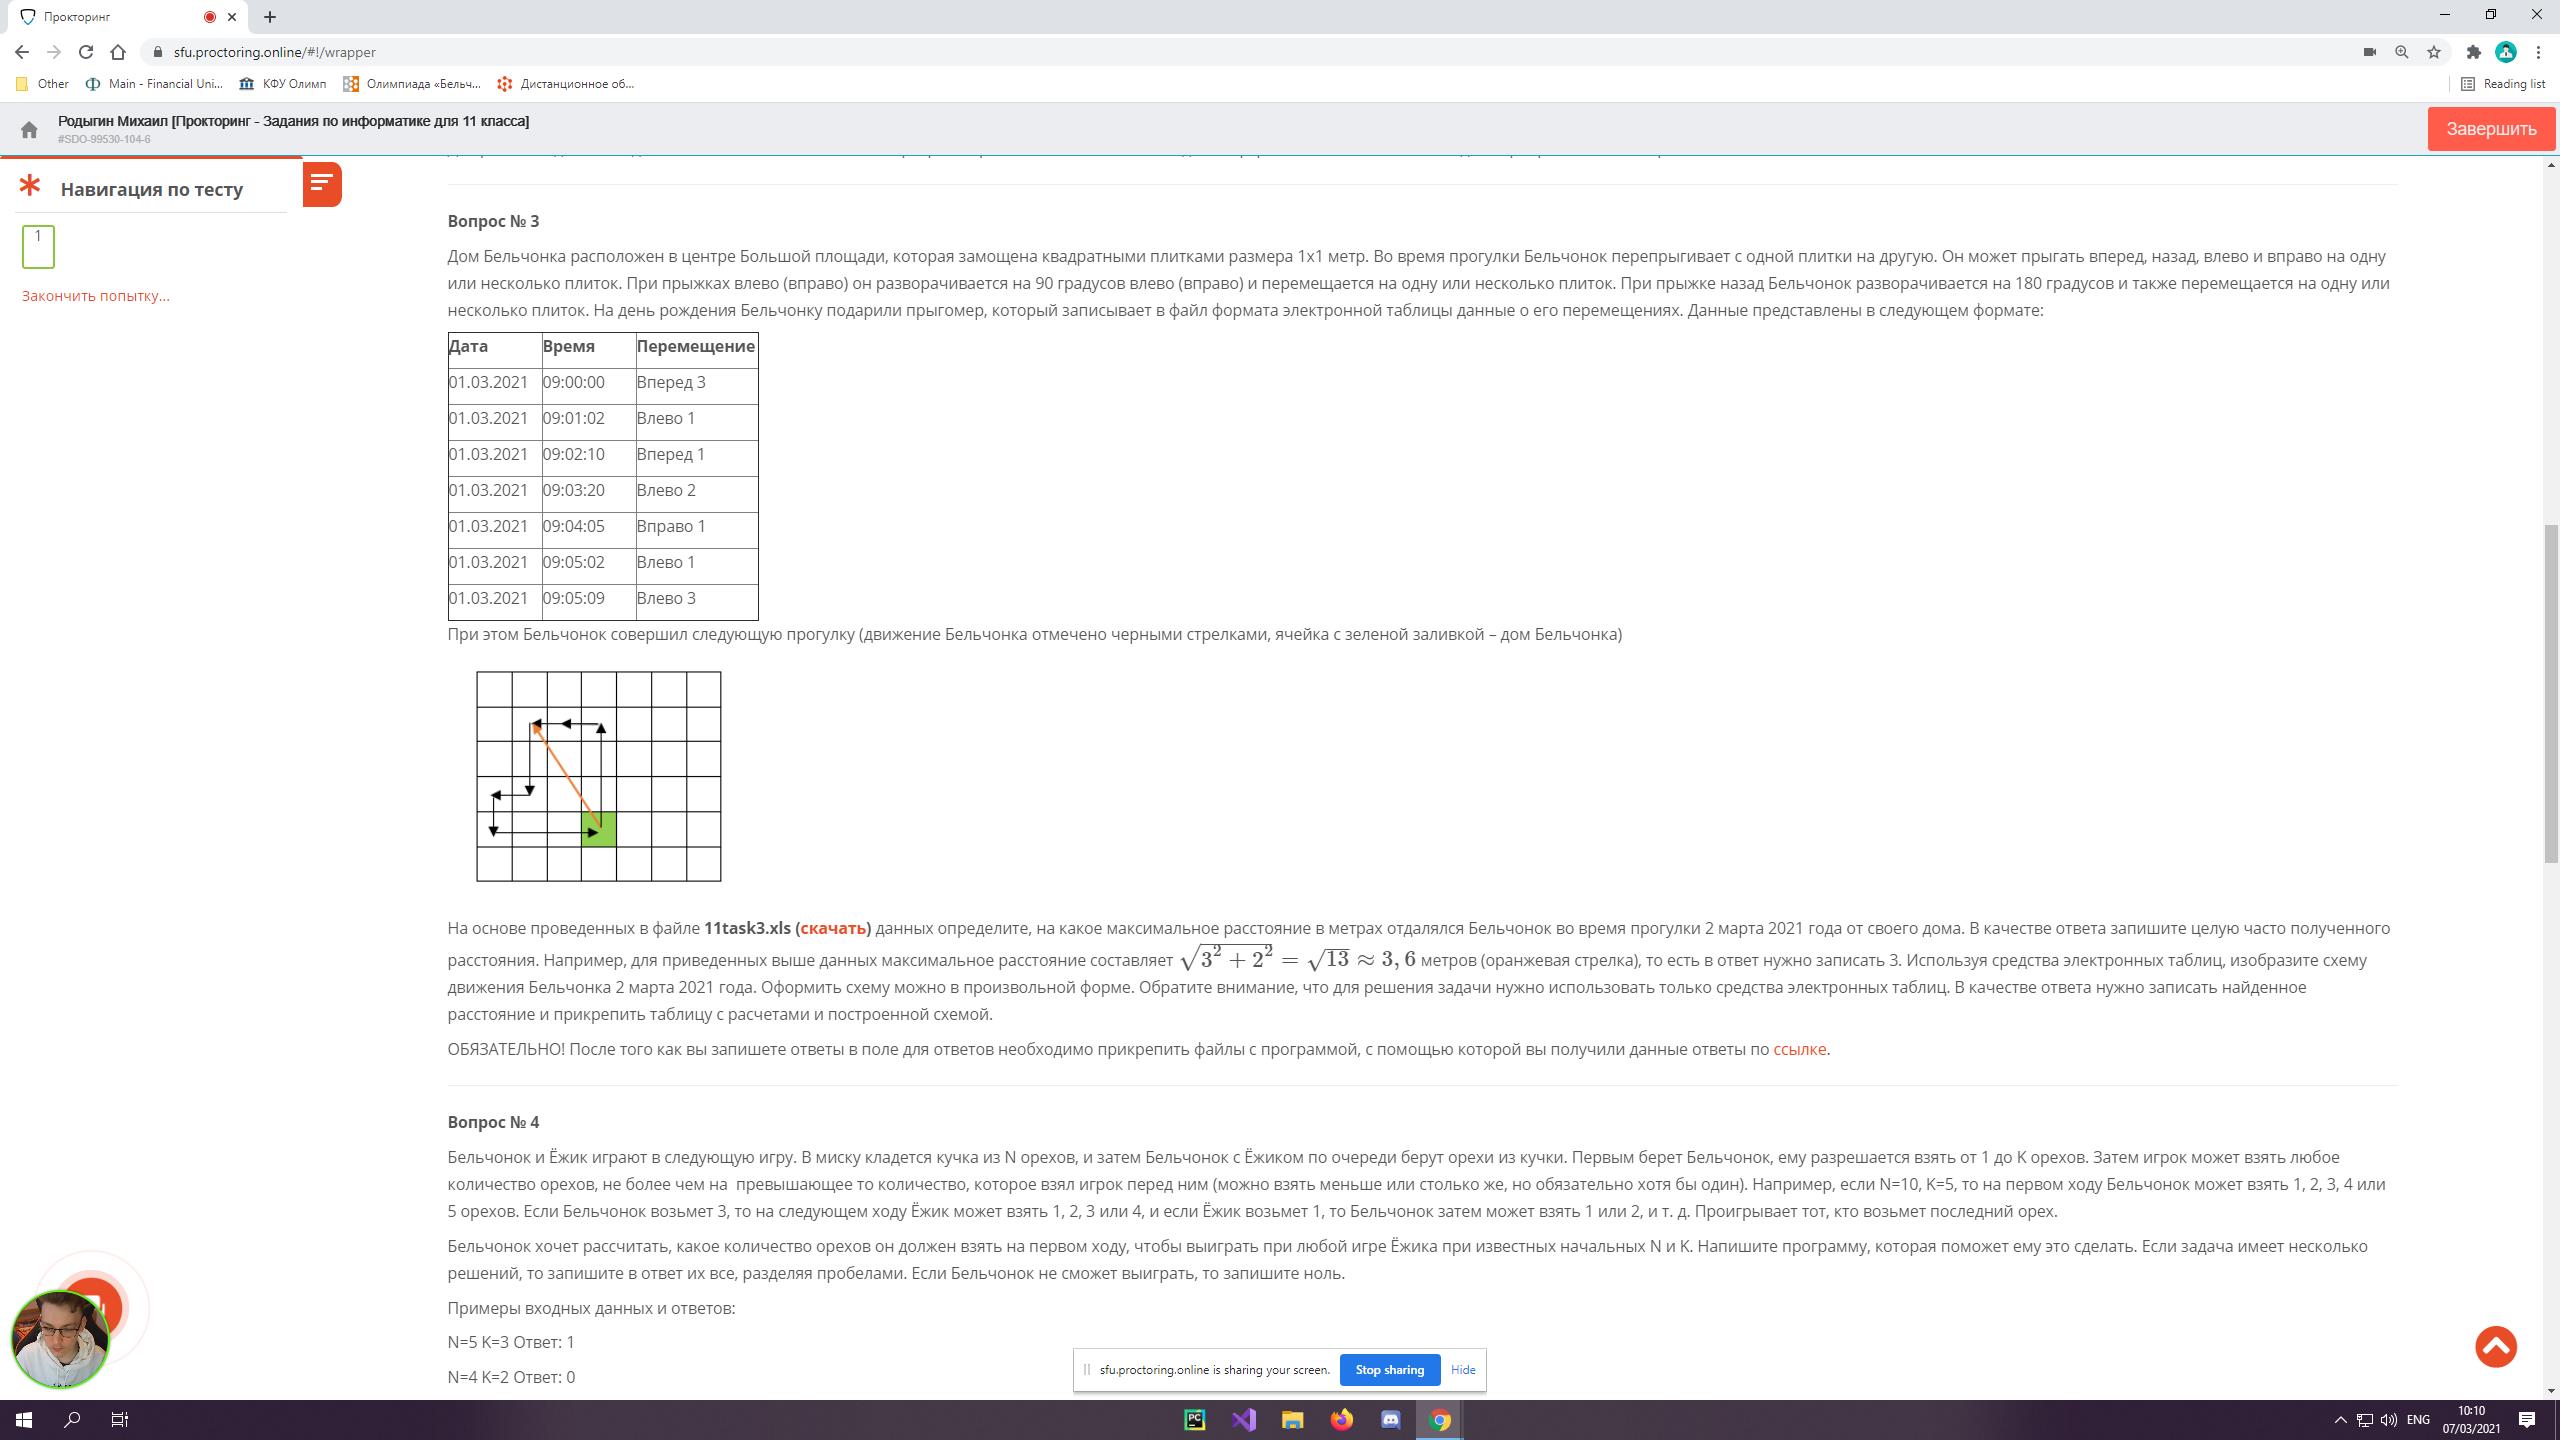 Прокторинг
sfu.proctoring.online/#!/wrapper
Other
Main - Financial Uni...
КФУ Олимп
Олимпиада «Бельч...
Дистанционное об...
Reading list
Родыгин Михаил [Прокторинг - Задания по информатике для 11 класса]
#SDO-99530-104-6
Завершить
Навигация по тесту
1
Закончить попытку...
Вопрос № 3
Дом Бельчонка расположен в центре Большой площади, которая замощена квадратными плитками размера 1х1 метр. Во время прогулки Бельчонок перепрыгивает с одной плитки на другую. Он может прыгать вперед, назад, влево и вправо на одну
или несколько плиток. При прыжках влево (вправо) он разворачивается на 90 градусов влево (вправо) и перемещается на одну или несколько плиток. При прыжке назад Бельчонок разворачивается на 180 градусов и также перемещается на одну или
несколько плиток. На день рождения Бельчонку подарили прыгомер, который записывает в файл формата электронной таблицы данные о его перемещениях. Данные представлены в следующем формате:
Дата Время Перемещение
01.03.2021 09:00:00 Вперед 3
01.03.2021 09:01:02 Влево 1
01.03.2021 09:02:10 Вперед 1
01.03.2021 09:03:20 Влево 2
01.03.2021 09:04:05 Вправо 1
01.03.2021 09:05:02 Влево 1
01.03.2021 09:05:09 Влево 3
При этом Бельчонок совершил следующую прогулку (движение Бельчонка отмечено черными стрелками, ячейка с зеленой заливкой – дом Бельчонка)
На основе проведенных в файле 11task3.xls (скачать) данных определите, на какое максимальное расстояние в метрах отдалялся Бельчонок во время прогулки 2 марта 2021 года от своего дома. В качестве ответа запишите целую часто полученного
расстояния. Например, для приведенных выше данных максимальное расстояние составляет √3² + 2² = √13 ≈ 3,6 метров (оранжевая стрелка), то есть в ответ нужно записать 3. Используя средства электронных таблиц, изобразите схему
движения Бельчонка 2 марта 2021 года. Оформить схему можно в произвольной форме. Обратите внимание, что для решения задачи нужно использовать только средства электронных таблиц. В качестве ответа нужно записать найденное
расстояние и прикрепить таблицу с расчетами и построенной схемой.
ОБЯЗАТЕЛЬНО! После того как вы запишете ответы в поле для ответов необходимо прикрепить файлы с программой, с помощью которой вы получили данные ответы по ссылке.
Вопрос № 4
Бельчонок и Ёжик играют в следующую игру. В миску кладется кучка из N орехов, и затем Бельчонок с Ёжиком по очереди берут орехи из кучки. Первым берет Бельчонок, ему разрешается взять от 1 до K орехов. Затем игрок может взять любое
количество орехов, не более чем на превышающее то количество, которое взял игрок перед ним (можно взять меньше или столько же, но обязательно хотя бы один). Например, если N=10, K=5, то на первом ходу Бельчонок может взять 1, 2, 3, 4 или
5 орехов. Если Бельчонок возьмет 3, то на следующем ходу Ёжик может взять 1, 2, 3 или 4, и если Ёжик возьмет 1, то Бельчонок затем может взять 1 или 2, и т. д. Проигрывает тот, кто возьмет последний орех.
Бельчонок хочет рассчитать, какое количество орехов он должен взять на первом ходу, чтобы выиграть при любой игре Ёжика при известных начальных N и K. Напишите программу, которая поможет ему это сделать. Если задача имеет несколько
решений, то запишите в ответ их все, разделяя пробелами. Если Бельчонок не сможет выиграть, то запишите ноль.
Примеры входных данных и ответов:
N=5 K=3 Ответ: 1
N=4 K=2 Ответ: 0
sfu.proctoring.online is sharing your screen.
Stop sharing
Hide
PC
ENG
10:10
07/03/2021